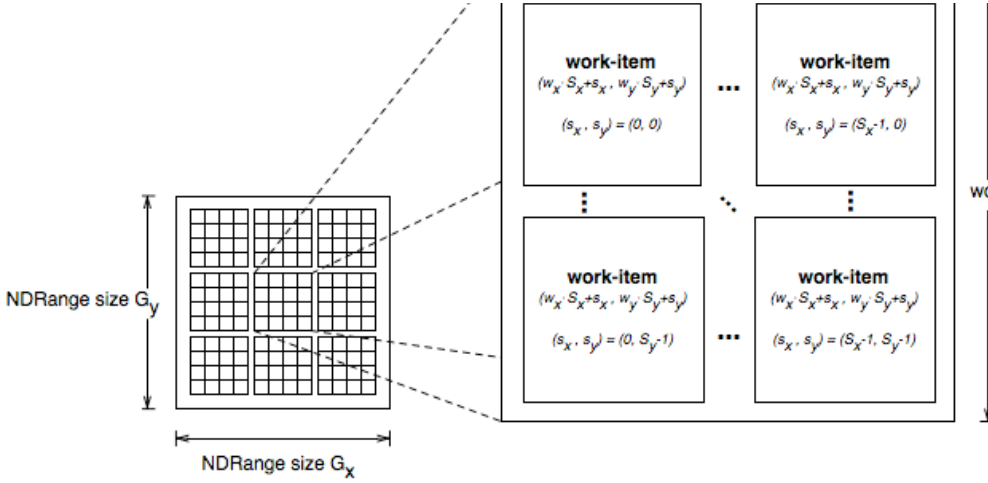 work-item
(wx· Sx+sx , wy· Sy+sy)
(sx , sy) = (0, 0)
...
work-item
(wx· Sx+sx , wy· Sy+sy)
(sx , sy) = (Sx-1, 0)
work-item
(wx· Sx+sx , wy· Sy+sy)
(sx , sy) = (0, Sy-1)
...
work-item
(wx· Sx+sx , wy· Sy+sy)
(sx , sy) = (Sx-1, Sy-1)
NDRange size Gy
NDRange size Gx